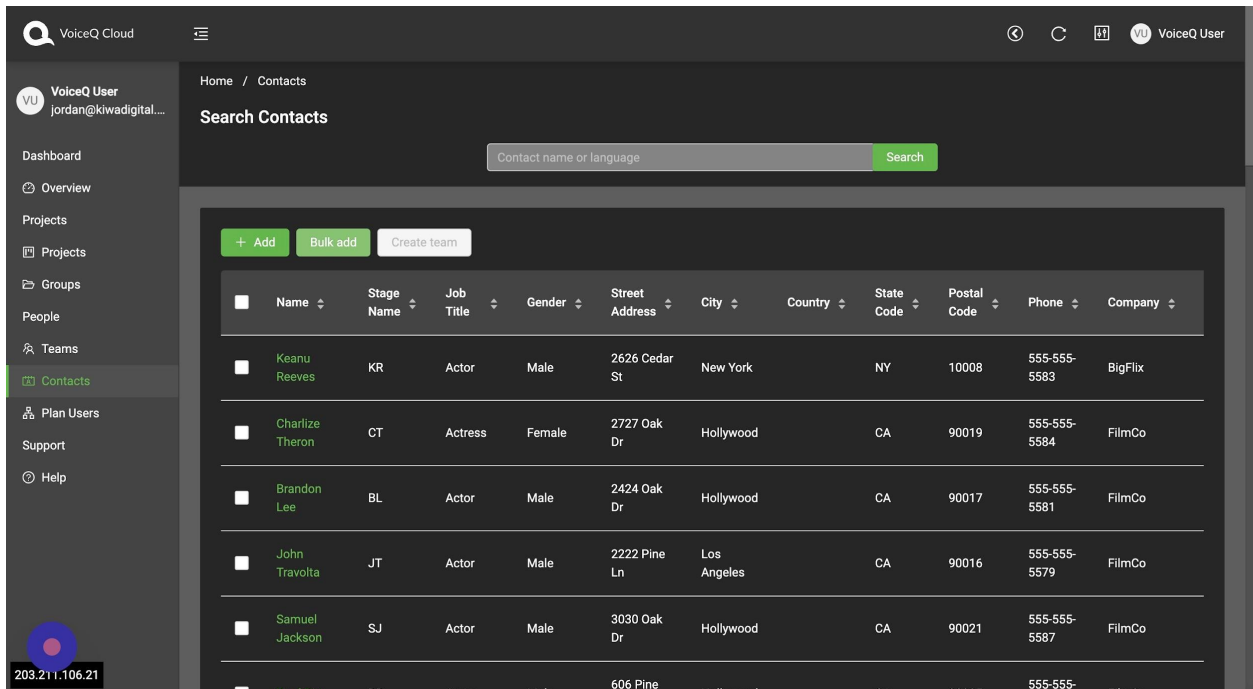 VoiceQ Cloud
VU VoiceQ User
VU
VoiceQ User
jordan@kiwadigital....
Dashboard
Overview
Projects
Projects
Groups
People
Teams
Contacts
Plan Users
Support
Help
203.211.106.21
Home / Contacts
Search Contacts
Contact name or language Search
+ Add Bulk add Create team
Name Stage Name Job Title Gender Street Address City Country State Code Postal Code Phone Company
Keanu Reeves KR Actor Male 2626 Cedar St New York NY 10008 555-555-5583 BigFlix
Charlize Theron CT Actress Female 2727 Oak Dr Hollywood CA 90019 555-555-5584 FilmCo
Brandon Lee BL Actor Male 2424 Oak Dr Hollywood CA 90017 555-555-5581 FilmCo
John Travolta JT Actor Male 2222 Pine Ln Los Angeles CA 90016 555-555-5579 FilmCo
Samuel Jackson SJ Actor Male 3030 Oak Dr Hollywood CA 90021 555-555-5587 FilmCo
606 Pine 555-555-